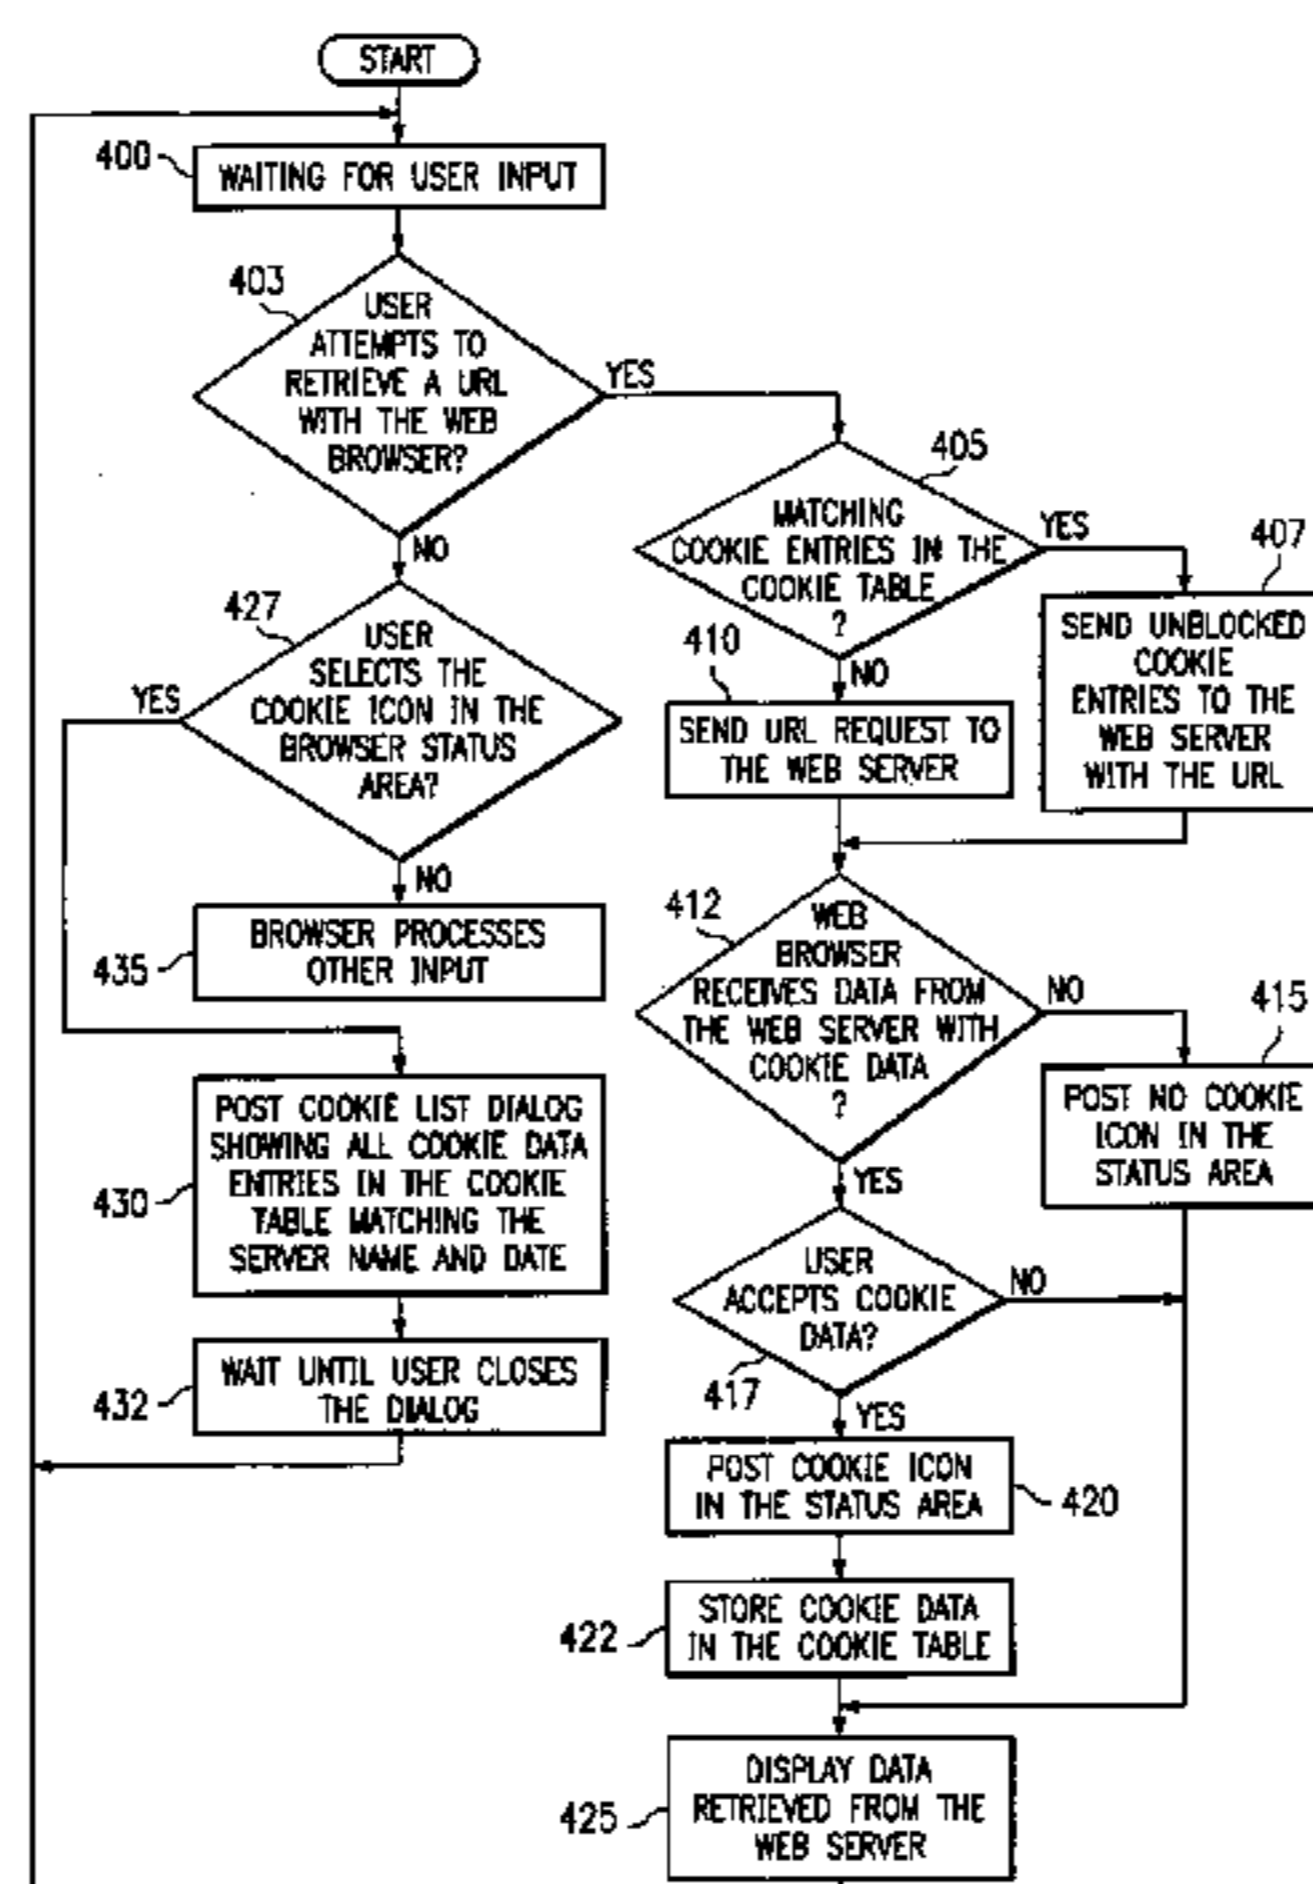 START
400
WAITING FOR USER INPUT
403
USER
ATTEMPTS TO
RETRIEVE A URL
WITH THE WEB
BROWSER?
YES
NO
405
MATCHING
COOKIE ENTRIES IN THE
COOKIE TABLE
?
YES
NO
407
SEND UNBLOCKED
COOKIE
ENTRIES TO THE
WEB SERVER
WITH THE URL
410
SEND URL REQUEST TO
THE WEB SERVER
427
USER
SELECTS THE
COOKIE ICON IN THE
BROWSER STATUS
AREA?
YES
NO
435
BROWSER PROCESSES
OTHER INPUT
412
WEB
BROWSER
RECEIVES DATA FROM
THE WEB SERVER WITH
COOKIE DATA
?
NO
YES
415
POST NO COOKIE
ICON IN THE
STATUS AREA
430
POST COOKIE LIST DIALOG
SHOWING ALL COOKIE DATA
ENTRIES IN THE COOKIE
TABLE MATCHING THE
SERVER NAME AND DATE
432
WAIT UNTIL USER CLOSES
THE DIALOG
USER
ACCEPTS COOKIE
DATA?
417
NO
YES
POST COOKIE ICON
IN THE STATUS AREA
420
422
STORE COOKIE DATA
IN THE COOKIE TABLE
425
DISPLAY DATA
RETRIEVED FROM THE
WEB SERVER